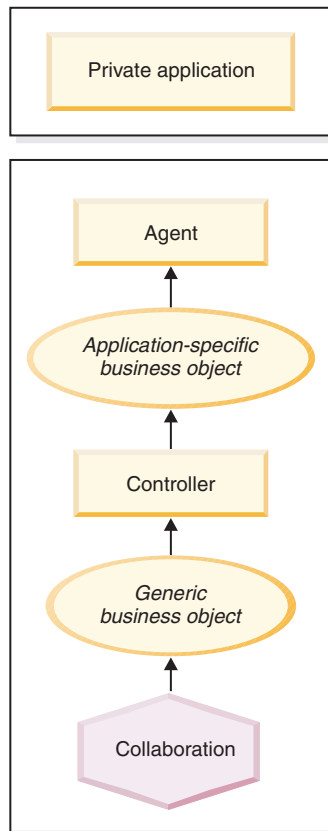 Private application
Agent
Application-specific
business object
Controller
Generic
business object
Collaboration